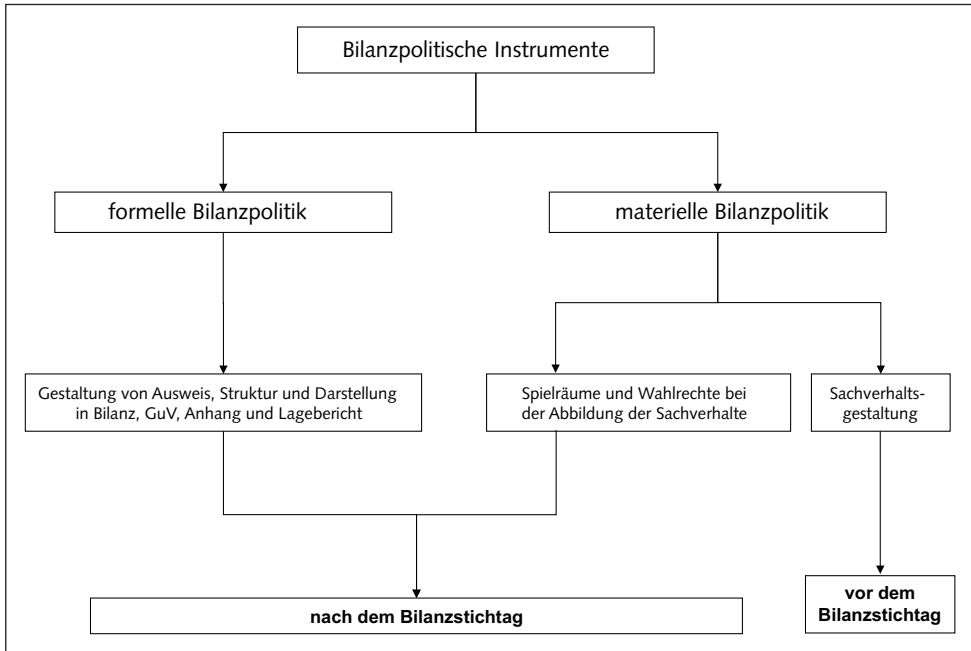 Bilanzpolitische Instrumente
formelle Bilanzpolitik
materielle Bilanzpolitik
Gestaltung von Ausweis, Struktur und Darstellung
in Bilanz, GuV, Anhang und Lagebericht
Spielräume und Wahlrechte bei
der Abbildung der Sachverhalte
Sachverhalts-
gestaltung
nach dem Bilanzstichtag
vor dem
Bilanzstichtag